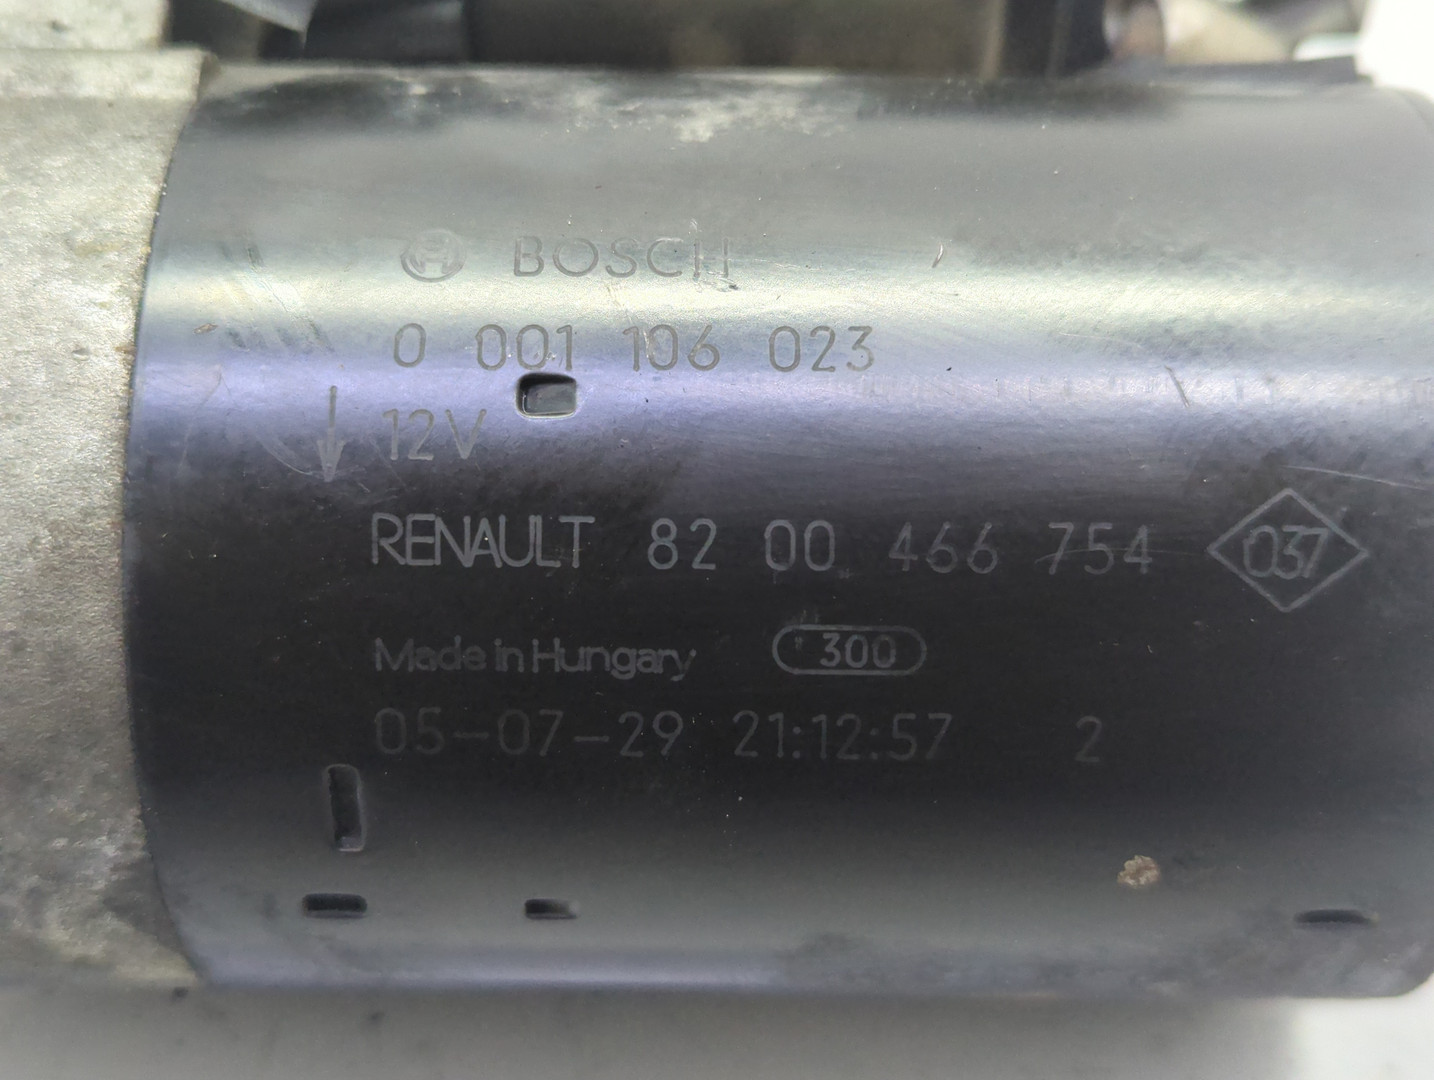 BOSCH
0 001 106 023
12V
RENAULT 82 00 466 754 037
Made in Hungary 300
05-07-29 21:12:57 2